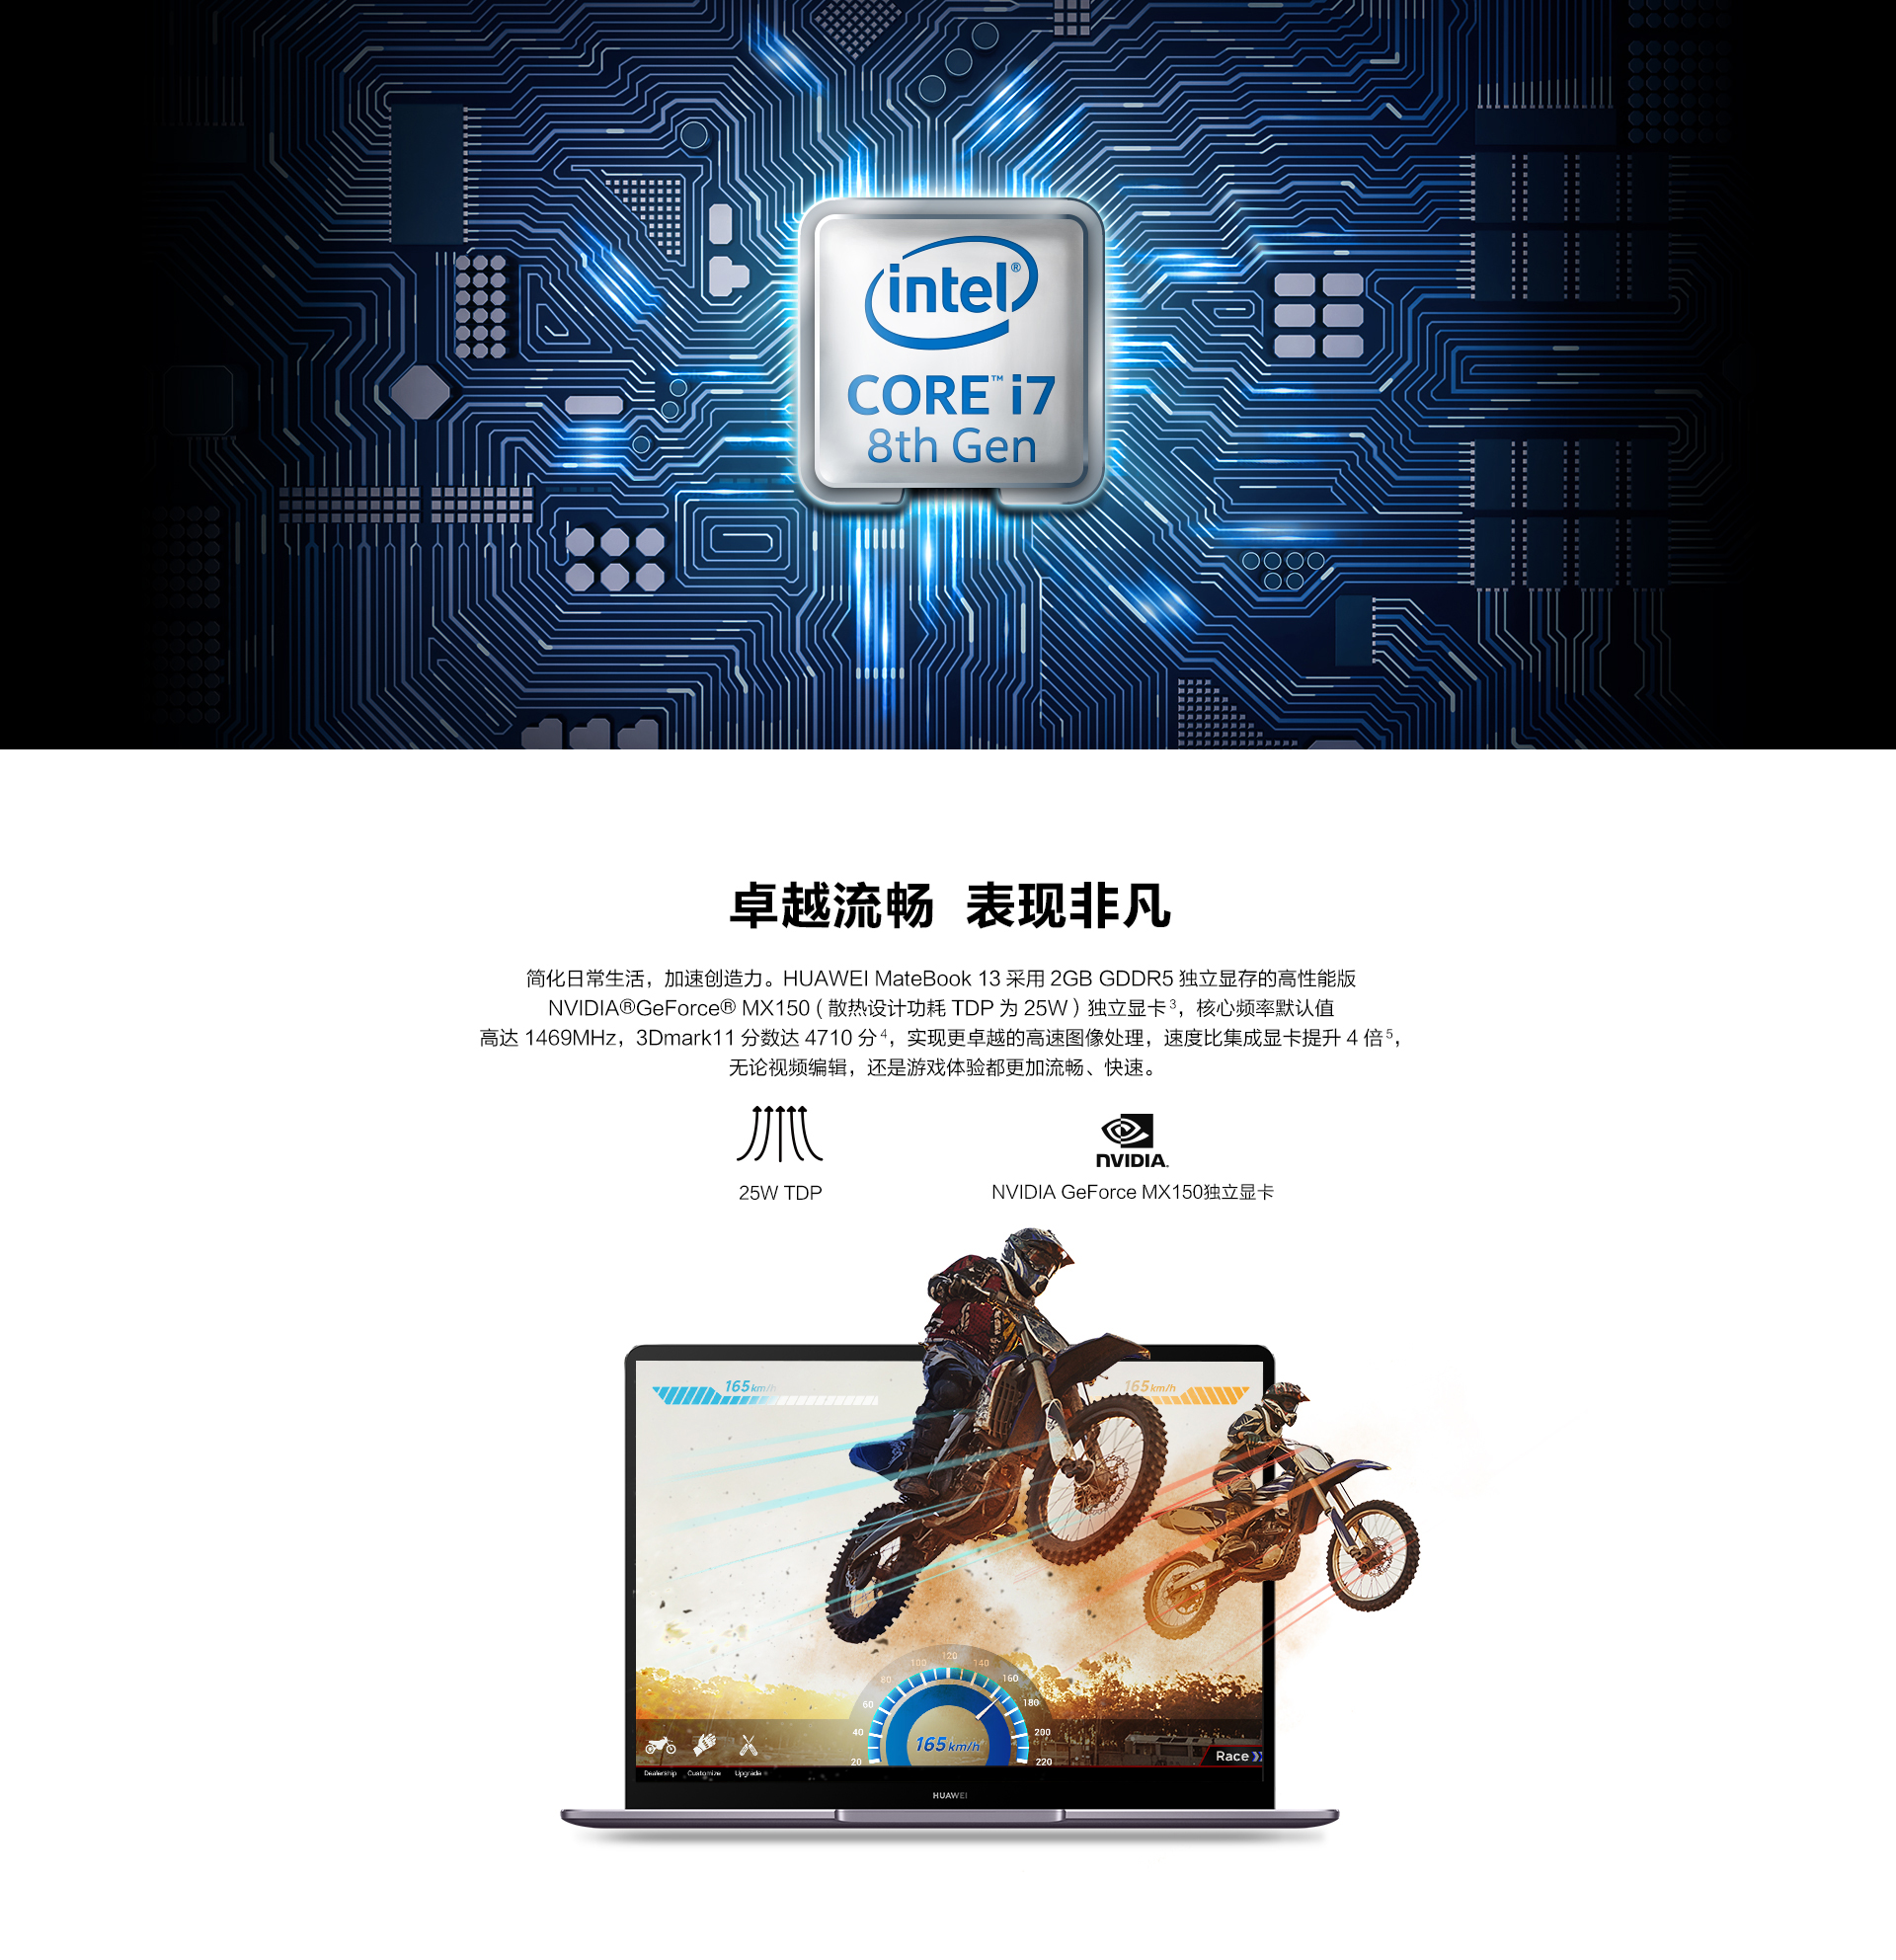 intel®
CORE™ i7
8th Gen
卓越流畅 表现非凡
简化日常生活，加速创造力。HUAWEI MateBook 13 采用 2GB GDDR5 独立显存的高性能版
NVIDIA®GeForce® MX150（散热设计功耗 TDP 为 25W）独立显卡3，核心频率默认值
高达 1469MHz，3Dmark11 分数达 4710 分4，实现更卓越的高速图像处理，速度比集成显卡提升 4 倍5，
无论视频编辑，还是游戏体验都更加流畅、快速。
NVIDIA.
25W TDP
NVIDIA GeForce MX150独立显卡
165 km/h
165 km/h
20
40
60
80
100
120
140
160
180
200
220
165 km/h
Race
Dealership
Customize
Upgrade
HUAWEI